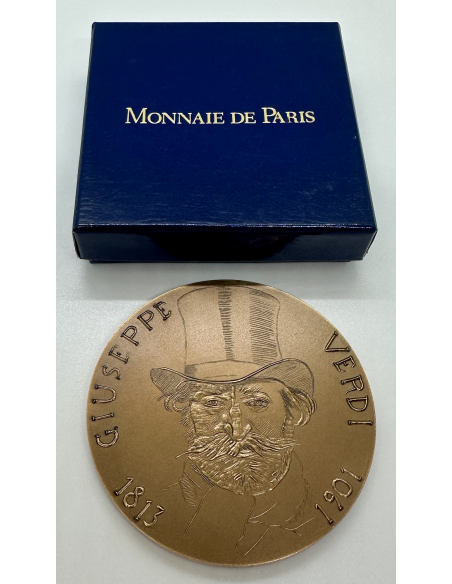 MONNAIE DE PARIS
GIUSEPPE
VERDI
1813
1901